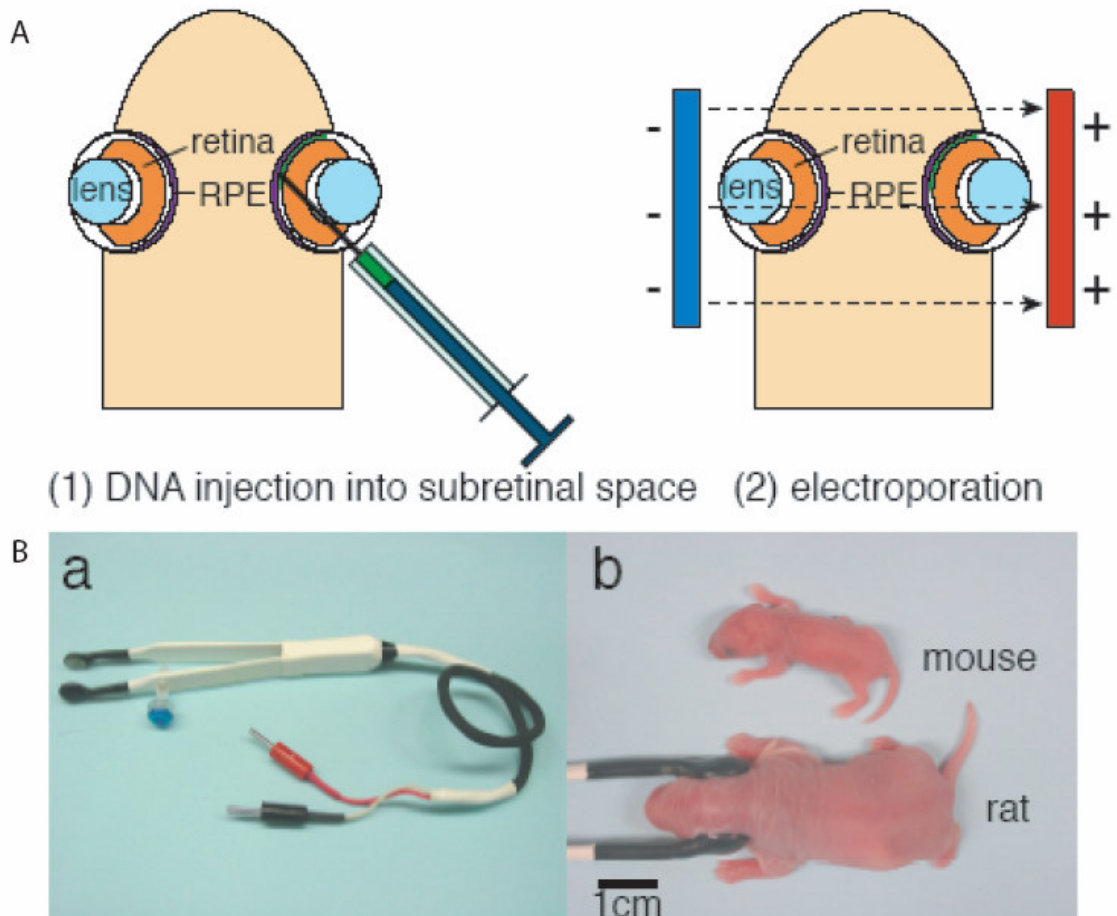 A
retina
lens
RPE
- +
retina
lens
RPE
- +
- +
(1) DNA injection into subretinal space (2) electroporation
B
a
b
mouse
rat
1cm